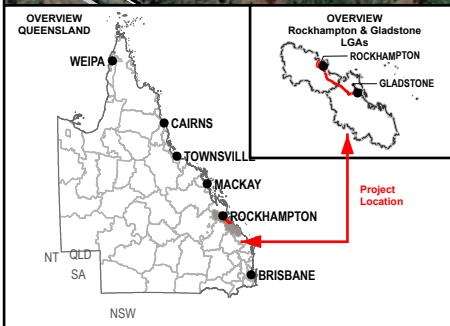 OVERVIEW
QUEENSLAND
WEIPA
CAIRNS
TOWNSVILLE
MACKAY
ROCKHAMPTON
BRISBANE
NT
QLD
SA
NSW
OVERVIEW
Rockhampton & Gladstone
LGAs
ROCKHAMPTON
GLADSTONE
Project
Location